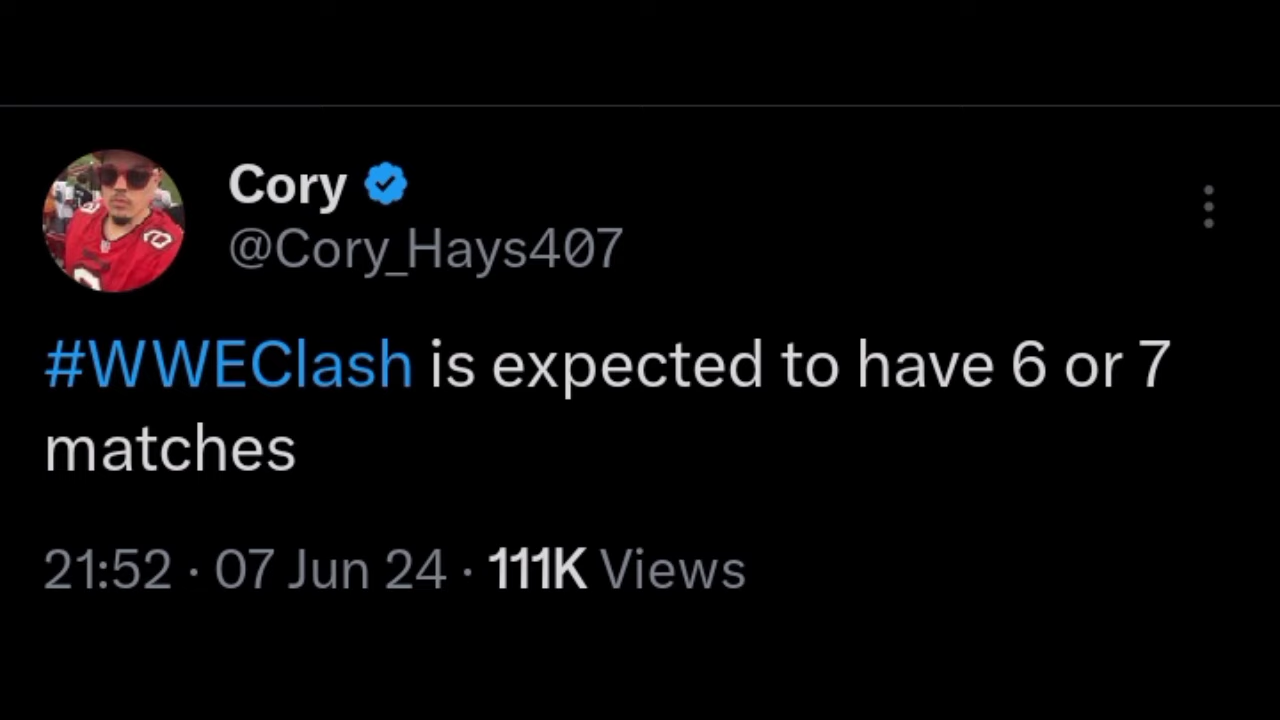 Cory
@Cory_Hays407
#WWEClash is expected to have 6 or 7
matches
21:52 · 07 Jun 24 · 111K Views